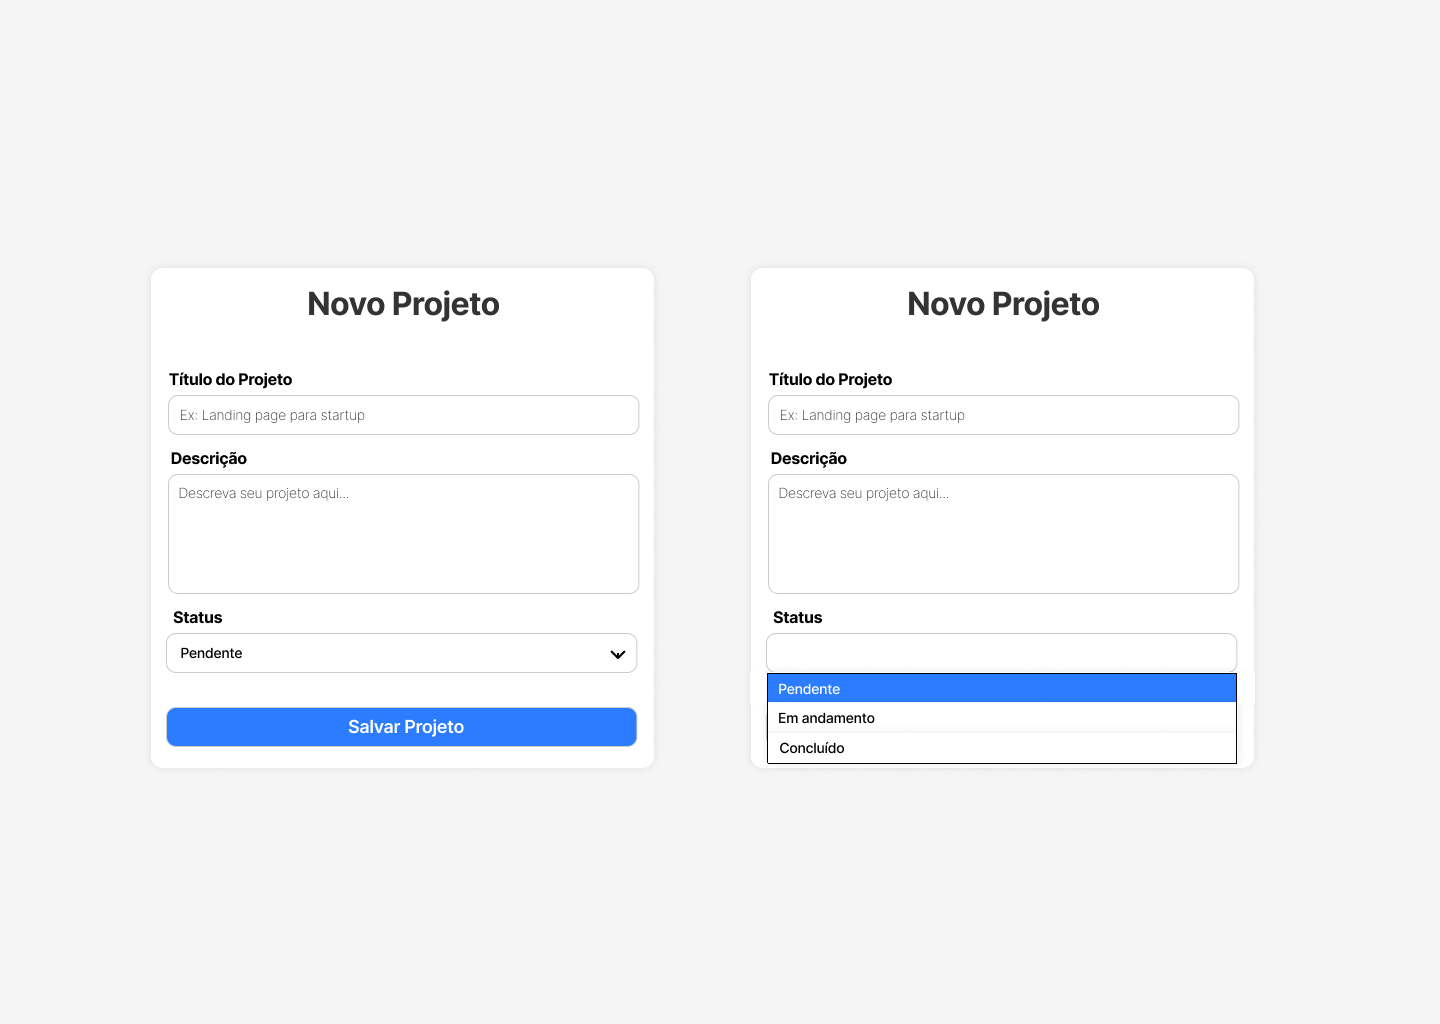 Novo Projeto
Título do Projeto
Ex: Landing page para startup
Descrição
Descreva seu projeto aqui...
Status
Pendente
Salvar Projeto
Novo Projeto
Título do Projeto
Ex: Landing page para startup
Descrição
Descreva seu projeto aqui...
Status
Pendente
Em andamento
Concluído